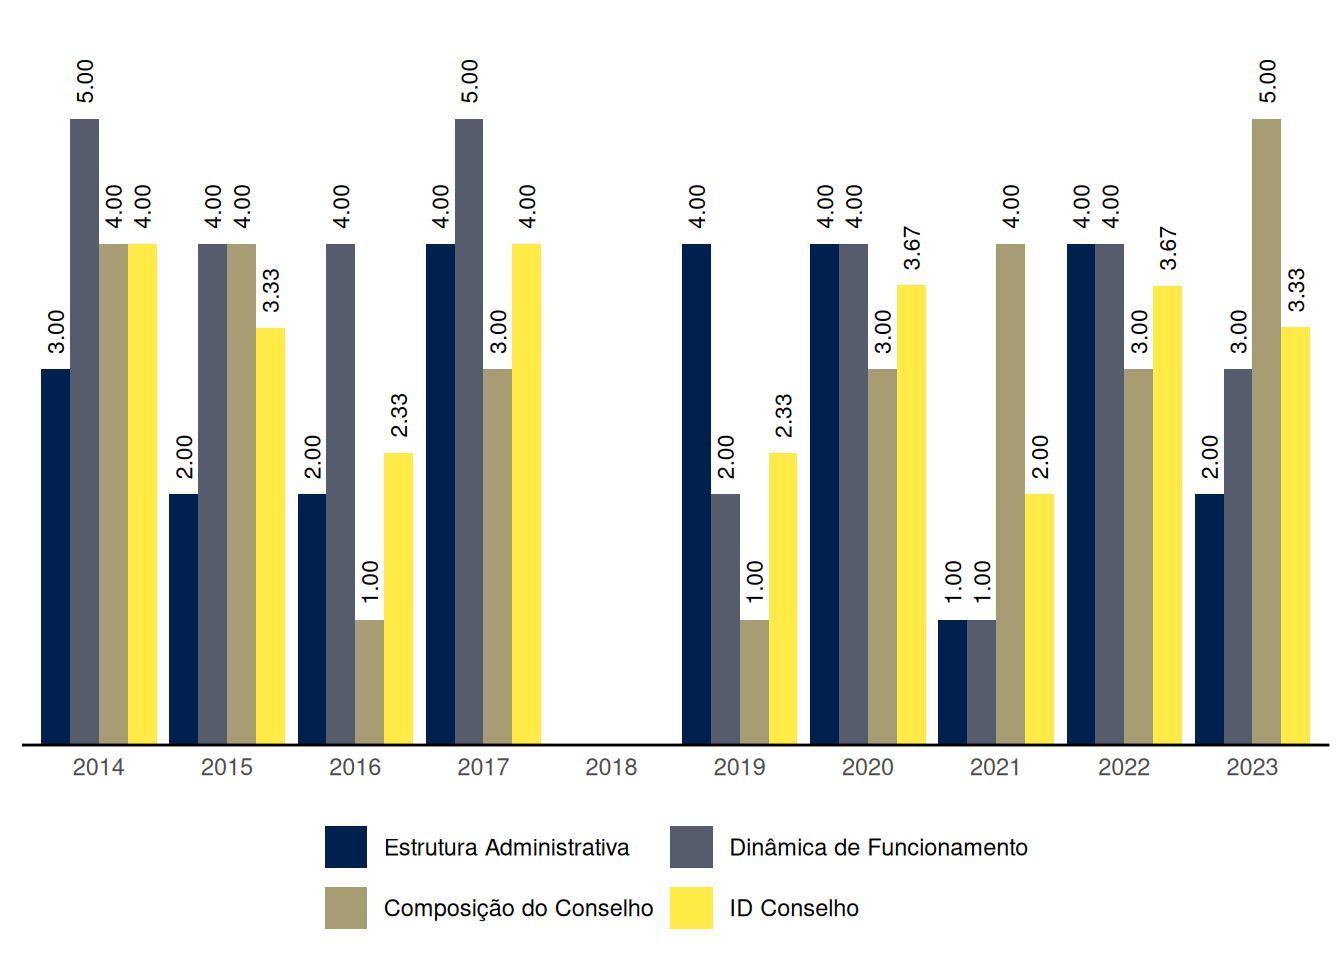 3.00 5.00 4.00 4.00
2.00 4.00 4.00 3.33
2.00 4.00 1.00 2.33
4.00 5.00 3.00 4.00
4.00 2.00 1.00 2.33
4.00 4.00 3.00 3.67
1.00 1.00 4.00 2.00
4.00 4.00 3.00 3.67
2.00 3.00 5.00 3.33
2014 2015 2016 2017 2018 2019 2020 2021 2022 2023
Estrutura Administrativa Dinâmica de Funcionamento
Composição do Conselho ID Conselho